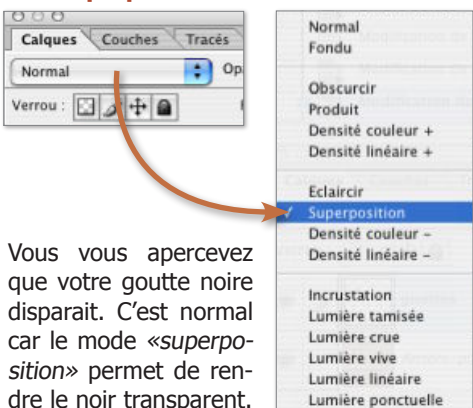 Calques Couches Tracés
Normal Op
Verrou :
Vous vous apercevez
que votre goutte noire
disparait. C'est normal
car le mode «superpo-
sition» permet de ren-
dre le noir transparent.
Normal
Fondu
Obscurcir
Produit
Densité couleur +
Densité linéaire +
Eclaircir
✓ Superposition
Densité couleur –
Densité linéaire –
Incrustation
Lumière tamisée
Lumière crue
Lumière vive
Lumière linéaire
Lumière ponctuelle